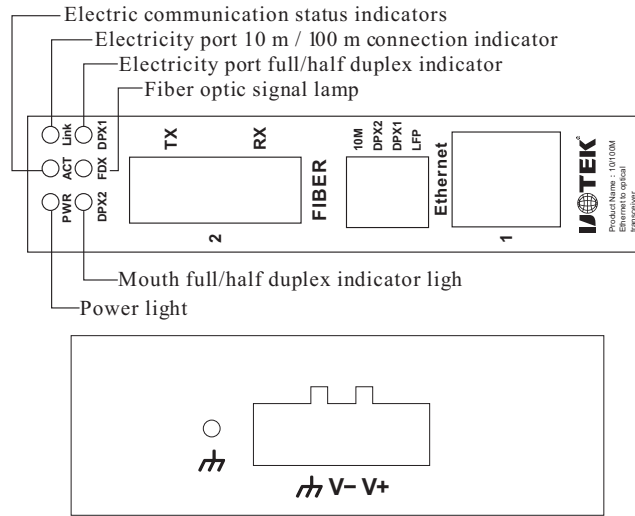 Electric communication status indicators
Electricity port 10 m / 100 m connection indicator
Electricity port full/half duplex indicator
Fiber optic signal lamp
Link
DPX1
ACT
FDX
PWR
DPX2
TX
RX
FIBER
2
10M
DPX2
DPX1
LFP
Ethernet
1
UOTEK
Product Name : 10/100M
Ethernet to optical
transceiver
Mouth full/half duplex indicator ligh
Power light
V− V+